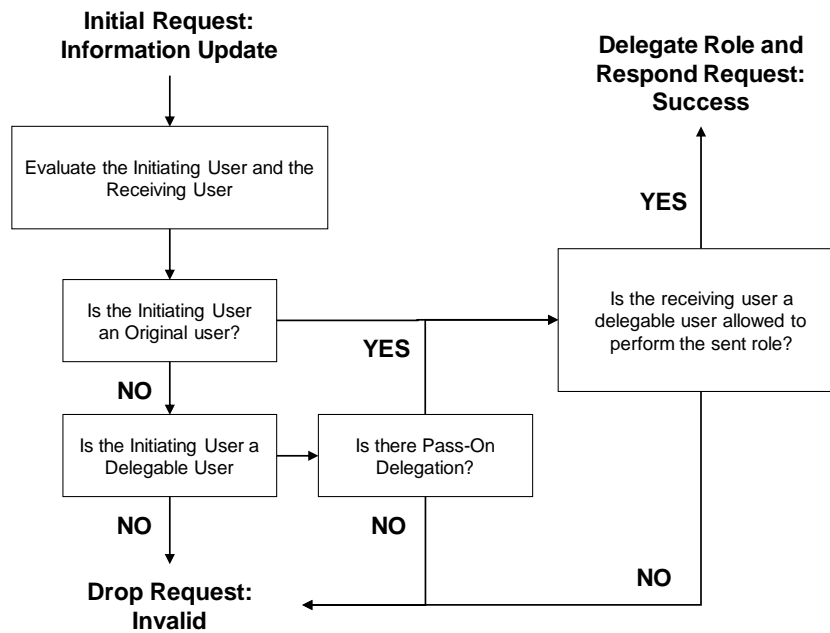 Initial Request:
Information Update
Delegate Role and
Respond Request:
Success
Evaluate the Initiating User and the
Receiving User
YES
Is the Initiating User
an Original user?
Is the receiving user a
delegable user allowed to
perform the sent role?
YES
NO
Is the Initiating User a
Delegable User
Is there Pass-On
Delegation?
NO
NO
NO
Drop Request:
Invalid